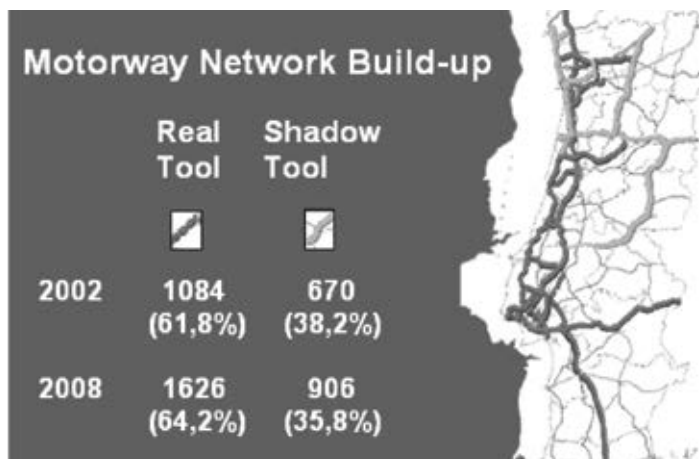 Motorway Network Build-up
Real Shadow
Tool Tool
2002 1084 670
(61,8%) (38,2%)
2008 1626 906
(64,2%) (35,8%)